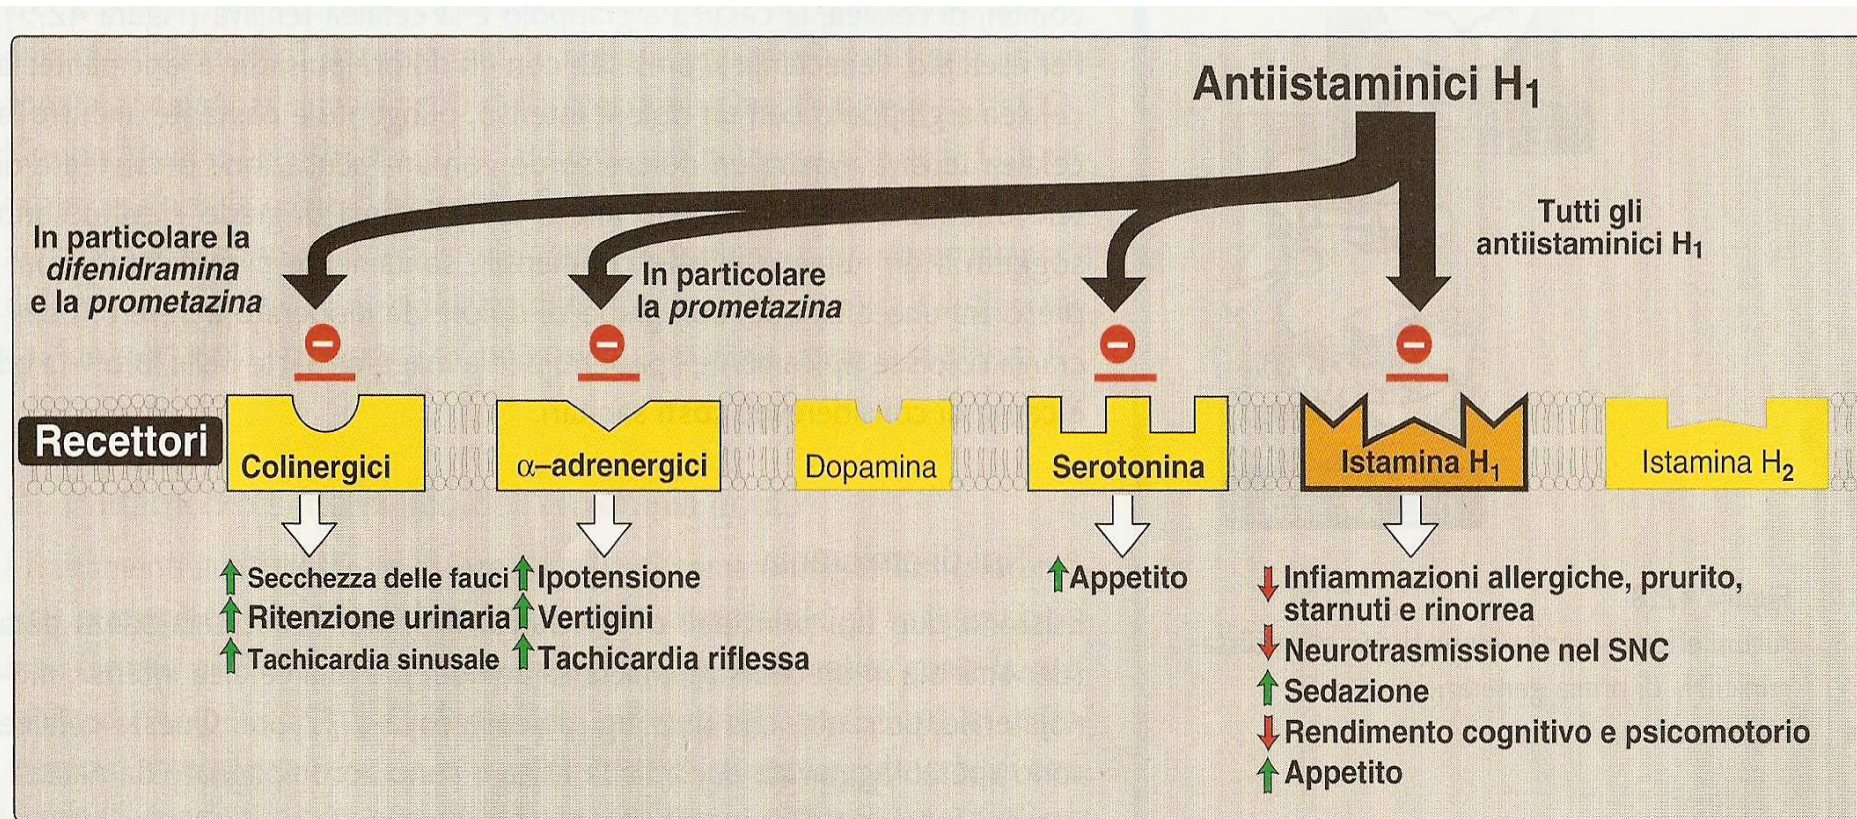 Antiistaminici H1
Tutti gli
antiistaminici H1
In particolare la
difenidramina
e la prometazina
In particolare
la prometazina
Recettori
Colinergici
α–adrenergici
Dopamina
Serotonina
Istamina H1
Istamina H2
Secchezza delle fauci
Ritenzione urinaria
Tachicardia sinusale
Ipotensione
Vertigini
Tachicardia riflessa
Appetito
Infiammazioni allergiche, prurito,
starnuti e rinorrea
Neurotrasmissione nel SNC
Sedazione
Rendimento cognitivo e psicomotorio
Appetito